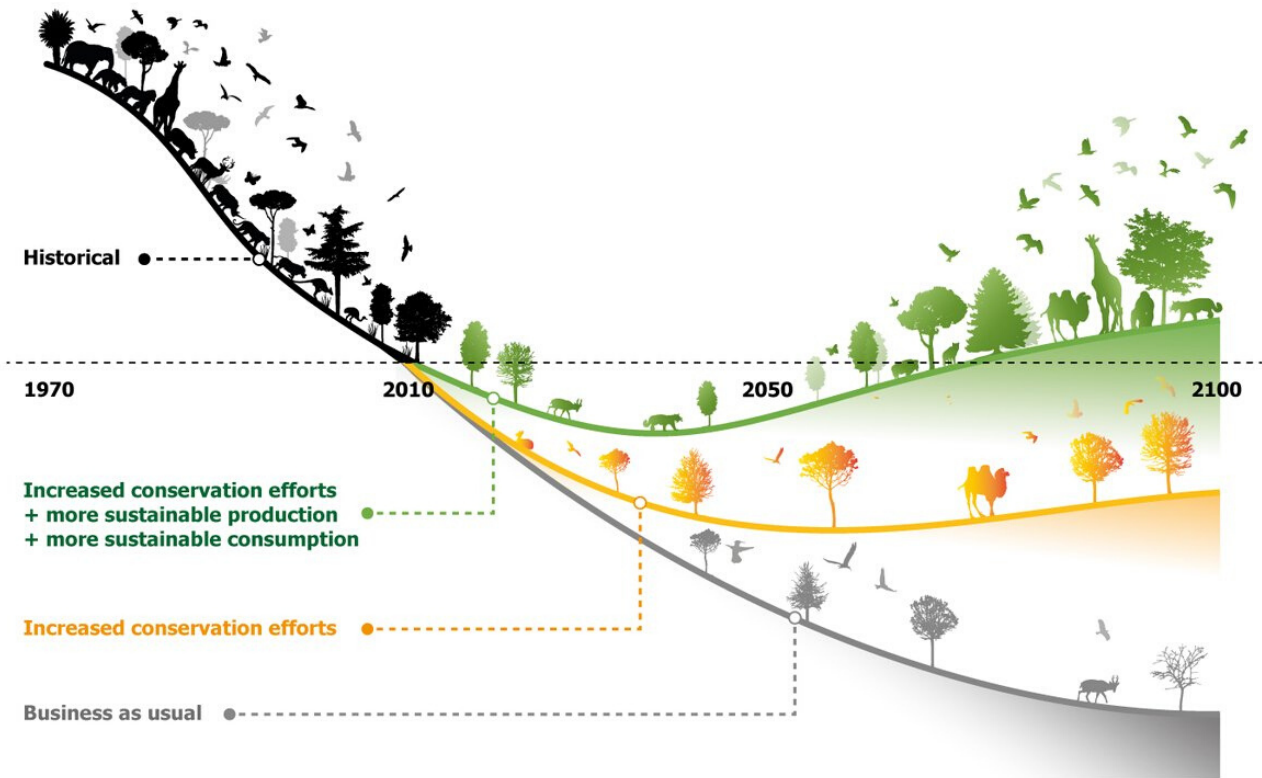 Historical
1970
2010
2050
2100
Increased conservation efforts
+ more sustainable production
+ more sustainable consumption
Increased conservation efforts
Business as usual